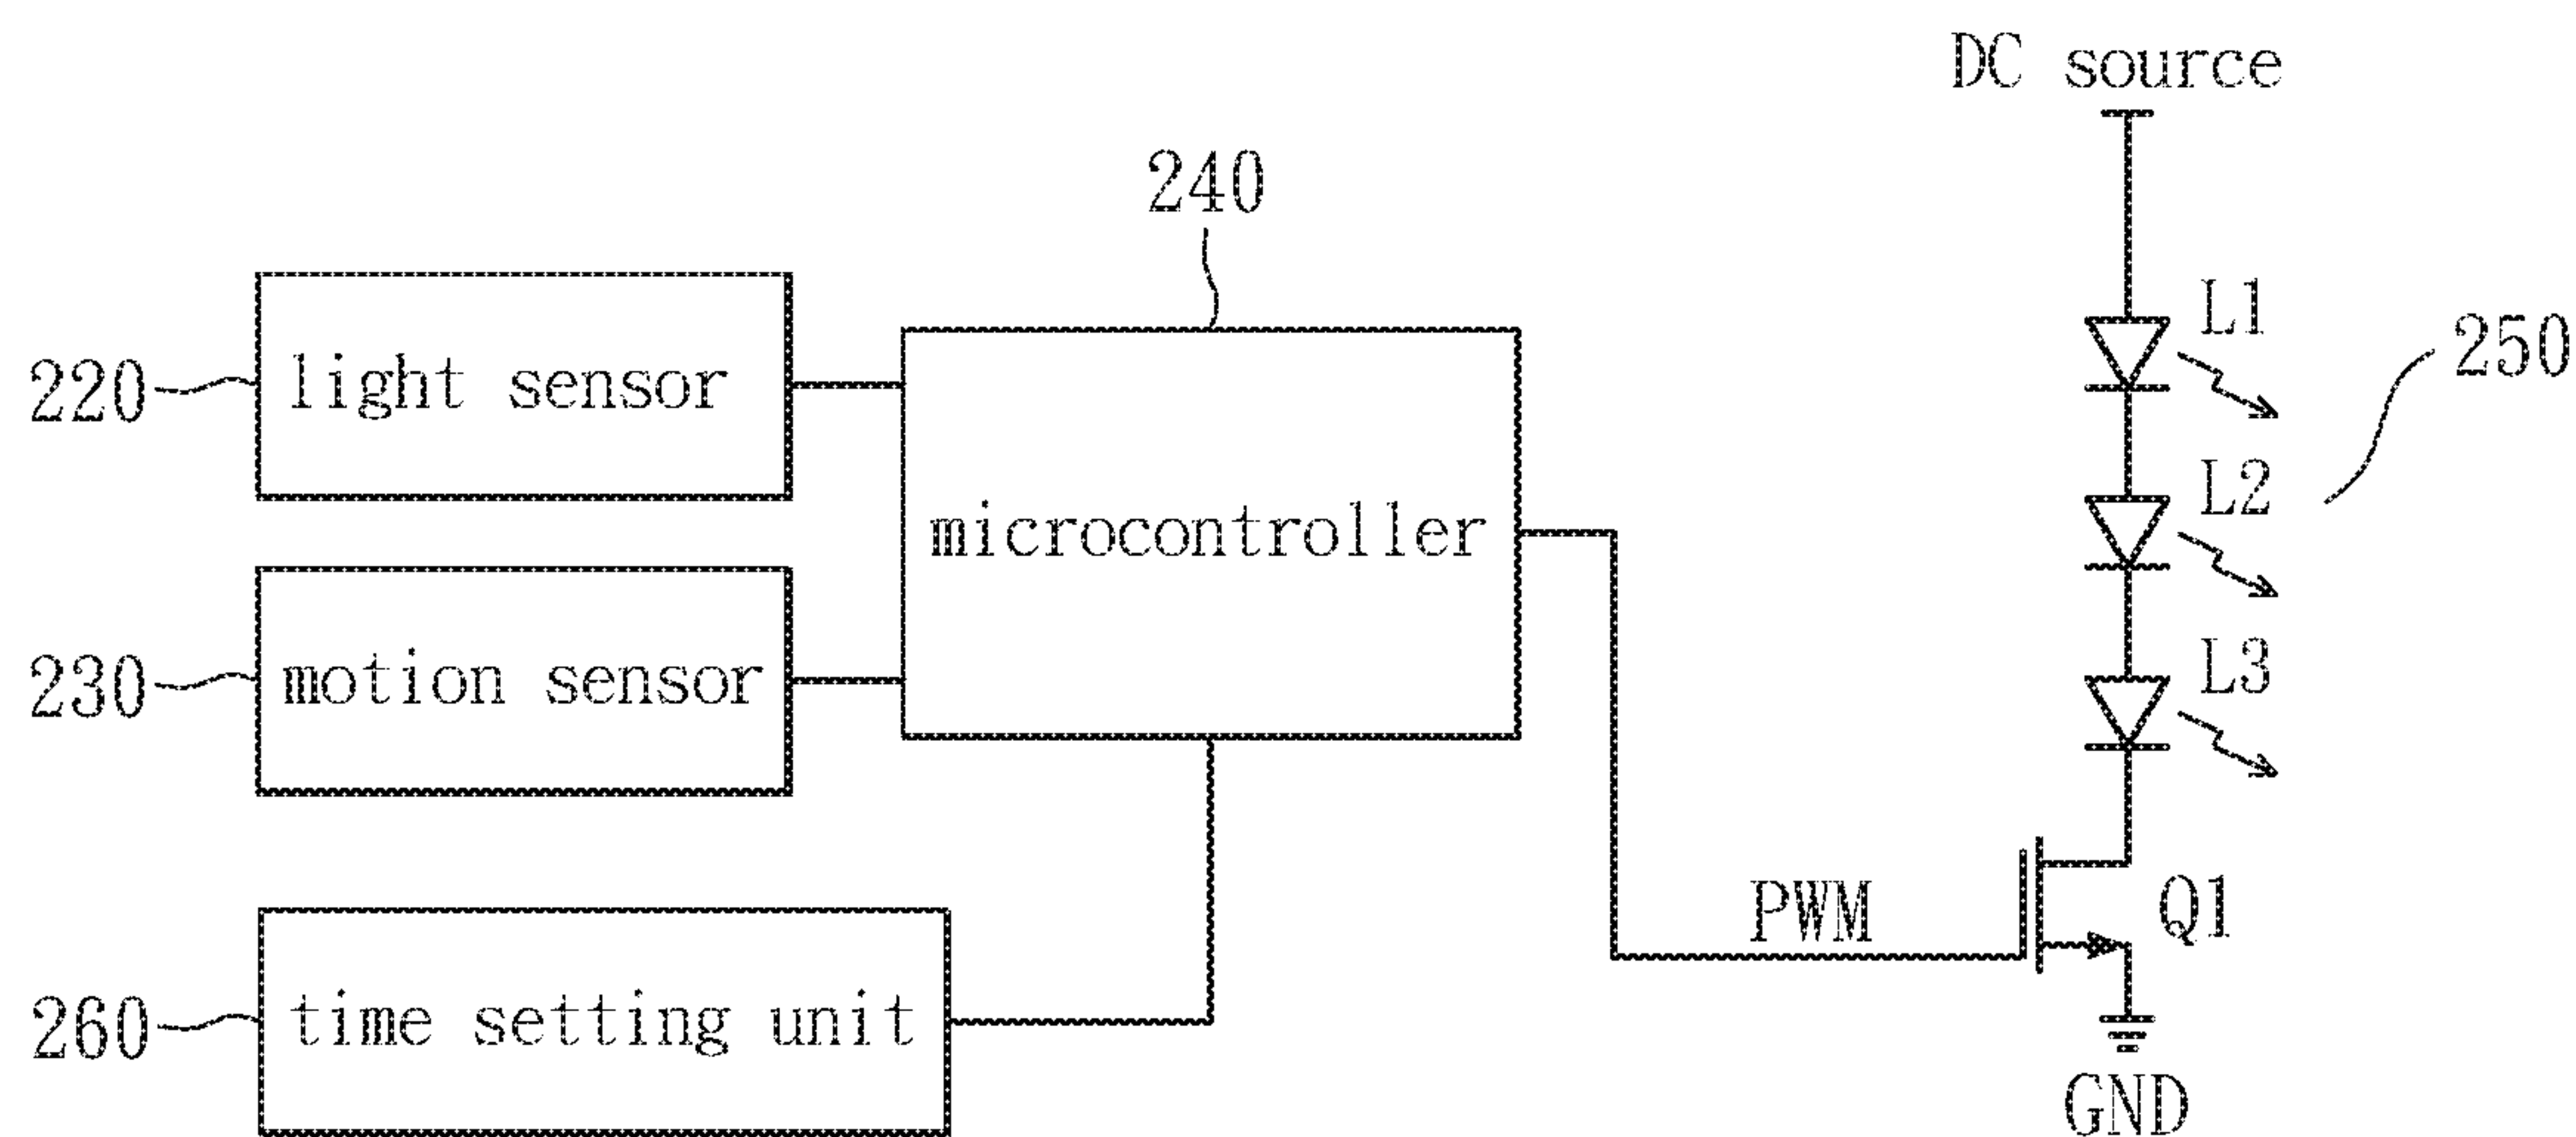 DC source
240
L1
250
220
light sensor
L2
microcontroller
230
motion sensor
L3
PWM
Q1
260
time setting unit
GND